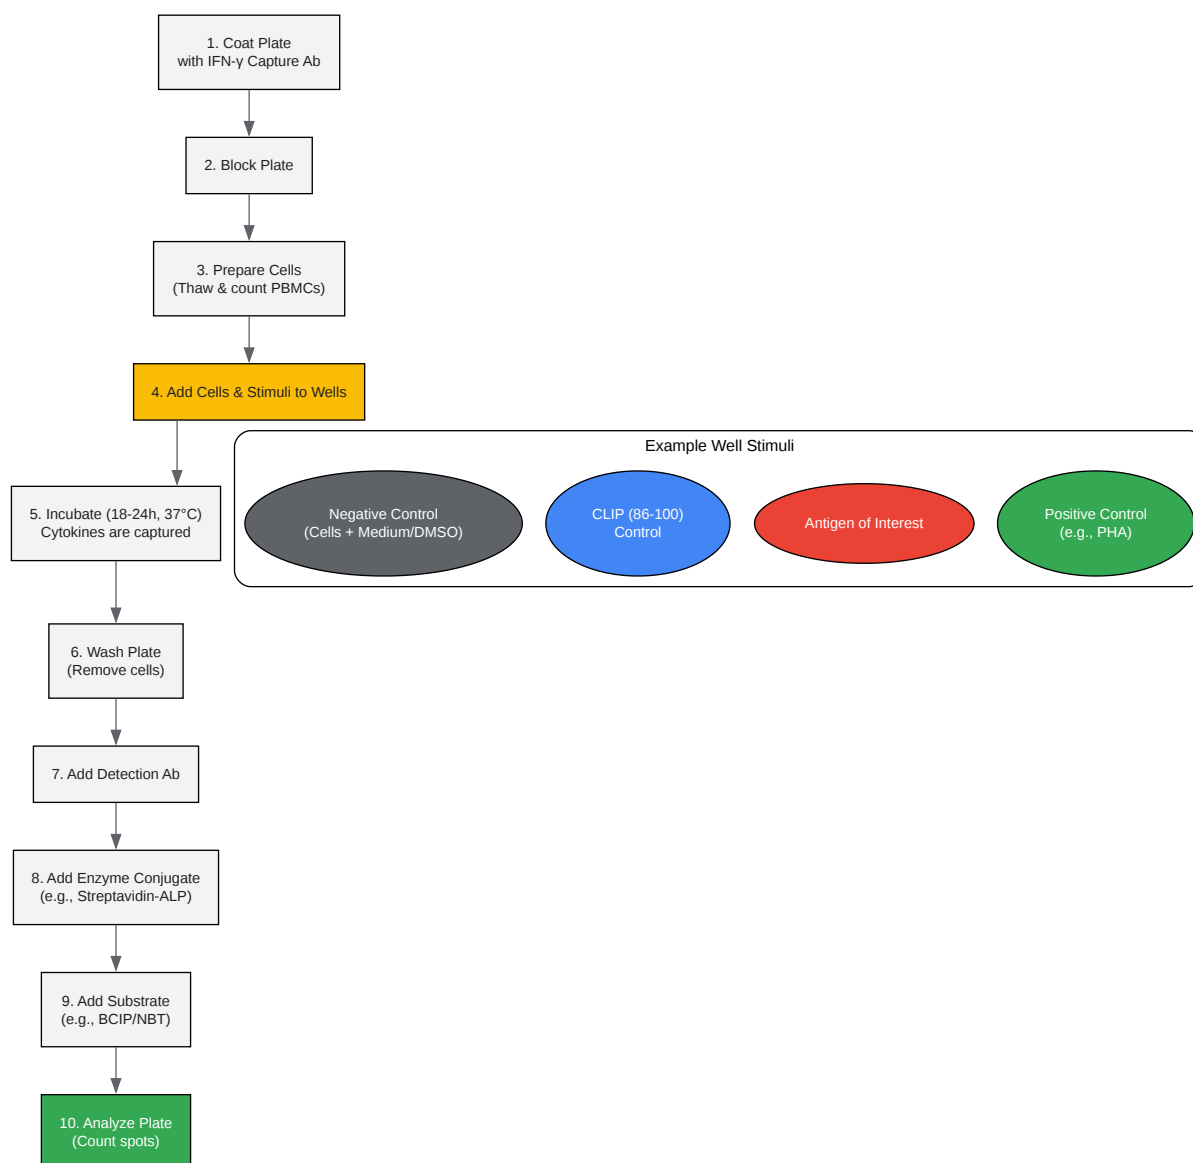 1. Coat Plate
with IFN-γ Capture Ab
2. Block Plate
3. Prepare Cells
(Thaw & count PBMCs)
4. Add Cells & Stimuli to Wells
Example Well Stimuli
Negative Control
(Cells + Medium/DMSO)
CLIP (86-100)
Control
Antigen of Interest
Positive Control
(e.g., PHA)
5. Incubate (18-24h, 37°C)
Cytokines are captured
6. Wash Plate
(Remove cells)
7. Add Detection Ab
8. Add Enzyme Conjugate
(e.g., Streptavidin-ALP)
9. Add Substrate
(e.g., BCIP/NBT)
10. Analyze Plate
(Count spots)